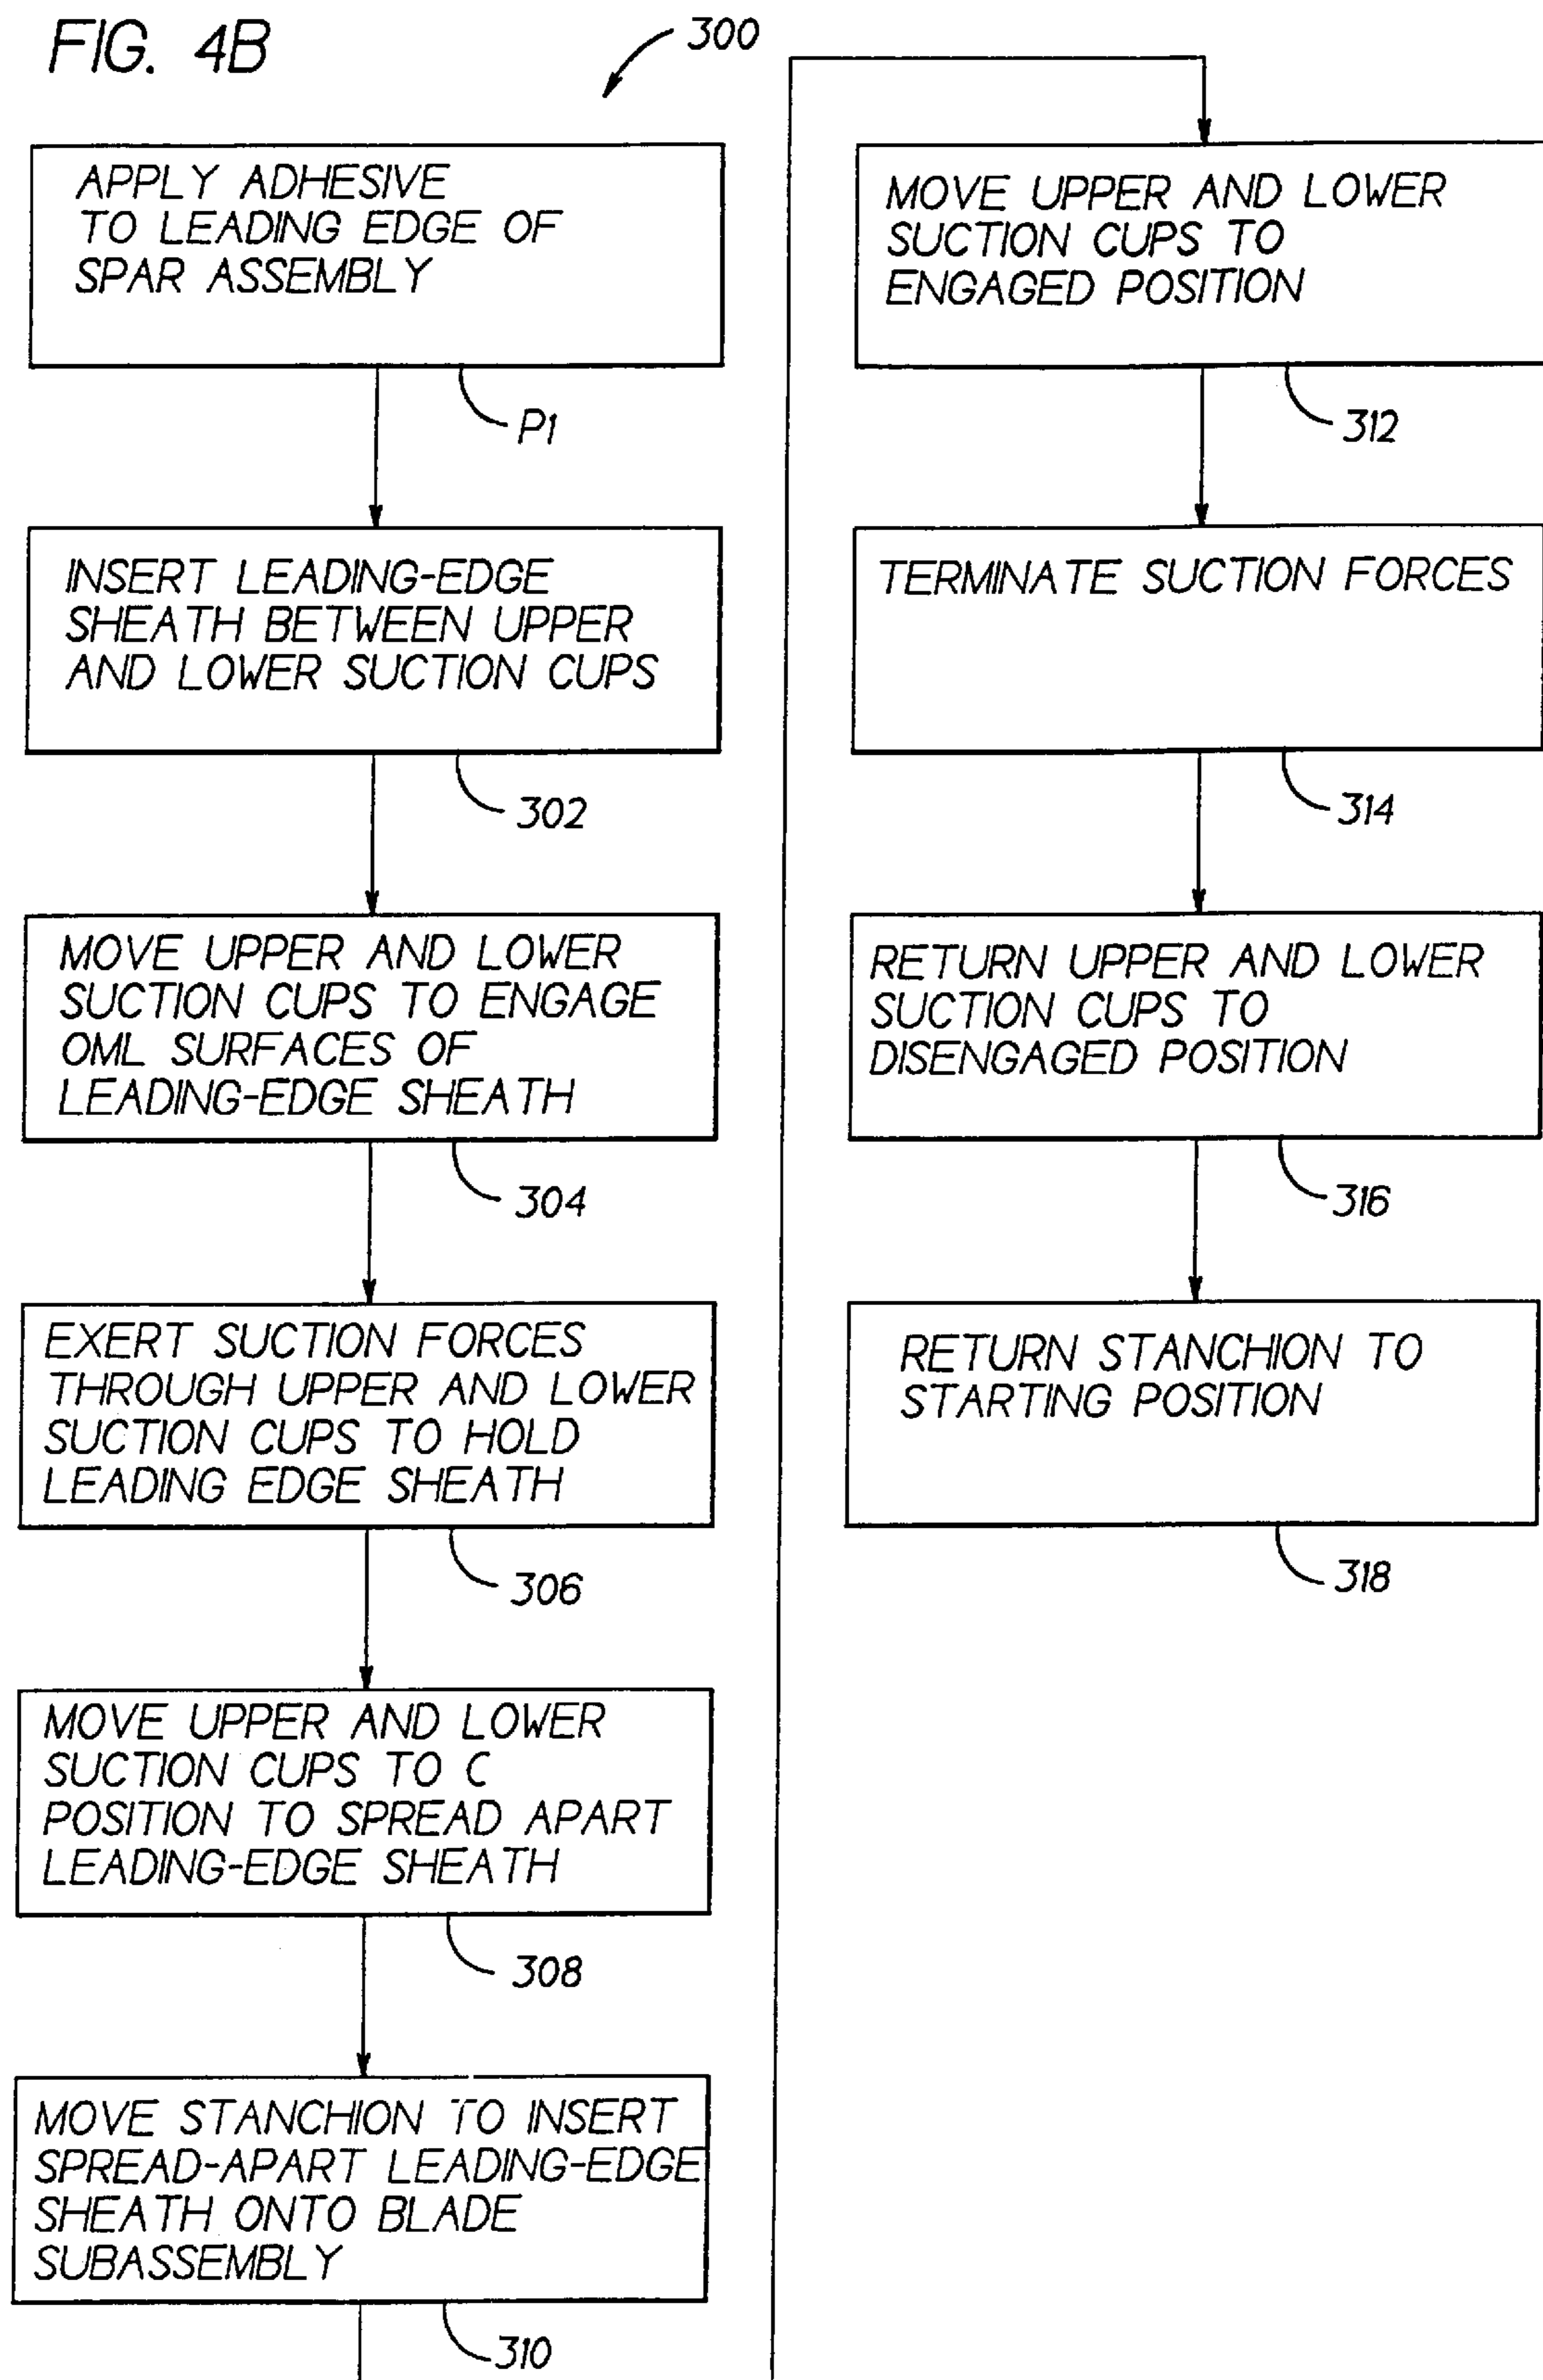 FIG. 4B
300
APPLY ADHESIVE
TO LEADING EDGE OF
SPAR ASSEMBLY
P1
INSERT LEADING-EDGE
SHEATH BETWEEN UPPER
AND LOWER SUCTION CUPS
302
MOVE UPPER AND LOWER
SUCTION CUPS TO ENGAGE
OML SURFACES OF
LEADING-EDGE SHEATH
304
EXERT SUCTION FORCES
THROUGH UPPER AND LOWER
SUCTION CUPS TO HOLD
LEADING EDGE SHEATH
306
MOVE UPPER AND LOWER
SUCTION CUPS TO C
POSITION TO SPREAD APART
LEADING-EDGE SHEATH
308
MOVE STANCHION TO INSERT
SPREAD-APART LEADING-EDGE
SHEATH ONTO BLADE
SUBASSEMBLY
310
MOVE UPPER AND LOWER
SUCTION CUPS TO
ENGAGED POSITION
312
TERMINATE SUCTION FORCES
314
RETURN UPPER AND LOWER
SUCTION CUPS TO
DISENGAGED POSITION
316
RETURN STANCHION TO
STARTING POSITION
318